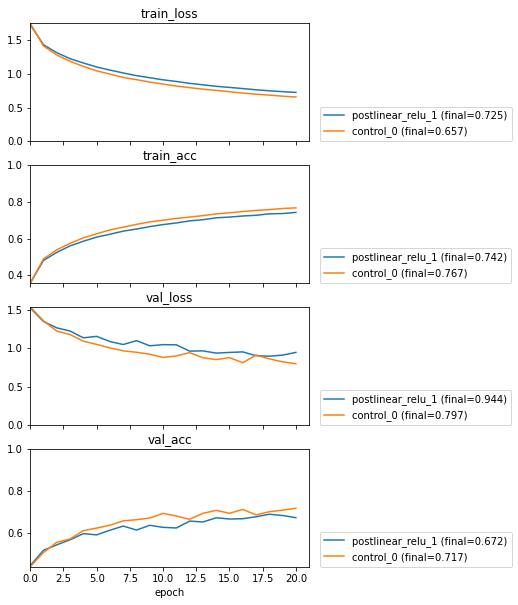 train_loss
1.5
1.0
0.5
0.0
postlinear_relu_1 (final=0.725)
control_0 (final=0.657)
train_acc
1.0
0.8
0.6
0.4
postlinear_relu_1 (final=0.742)
control_0 (final=0.767)
val_loss
1.5
1.0
0.5
0.0
postlinear_relu_1 (final=0.944)
control_0 (final=0.797)
val_acc
1.0
0.8
0.6
postlinear_relu_1 (final=0.672)
control_0 (final=0.717)
0.0 2.5 5.0 7.5 10.0 12.5 15.0 17.5 20.0
epoch